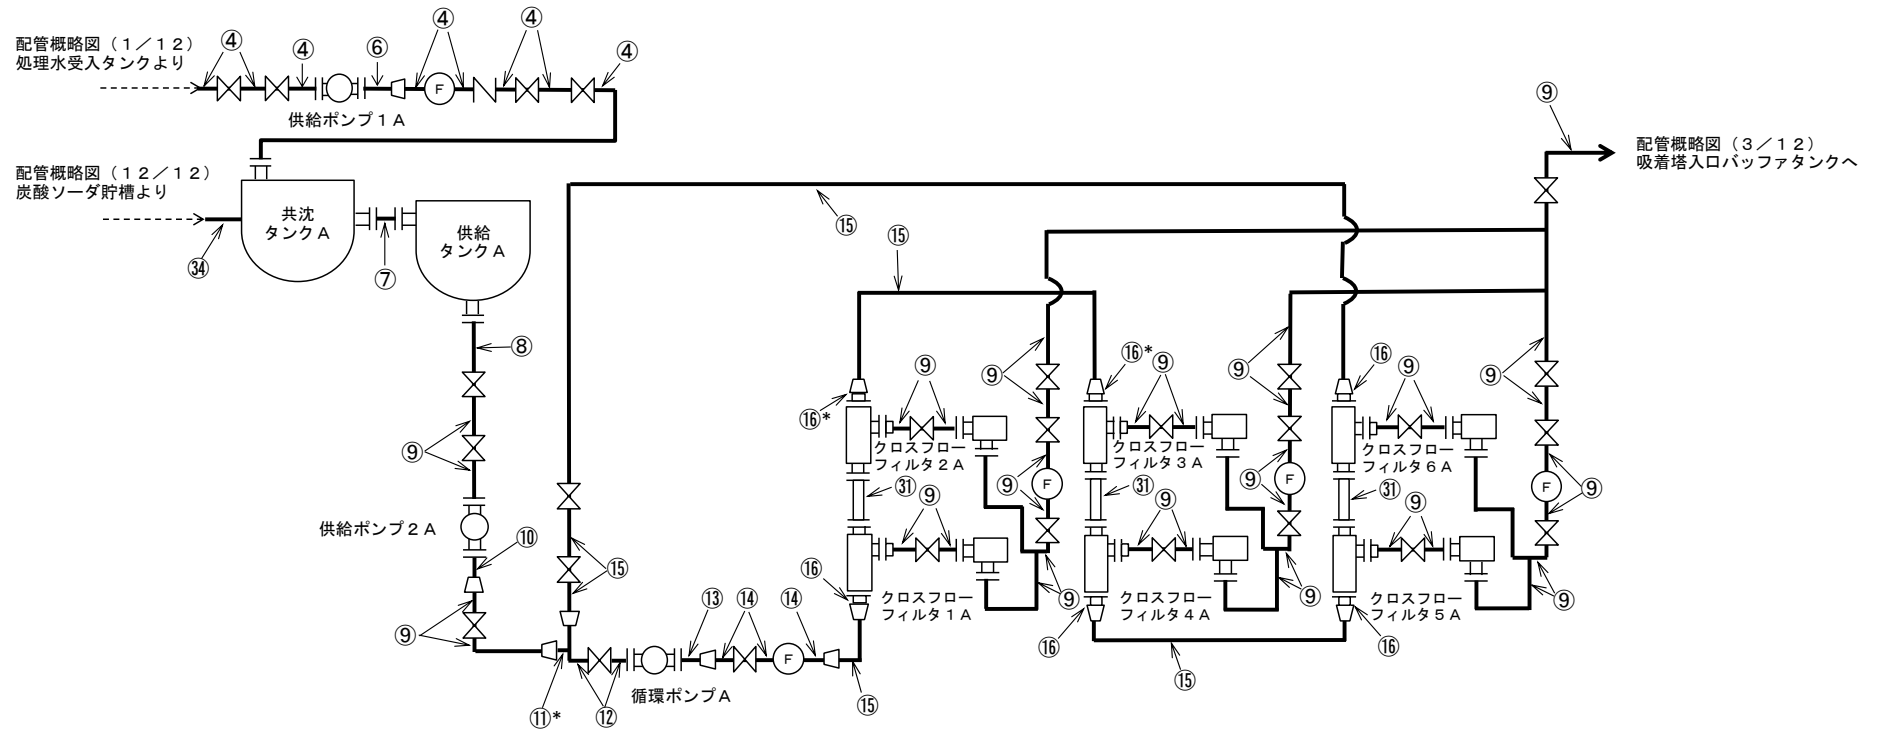 配管概略図（１／１２）
処理水受入タンクより
④
④
⑥
④
④
④
F
供給ポンプ１Ａ
⑨
配管概略図（３／１２）
吸着塔入口バッファタンクへ
配管概略図（１２／１２）
炭酸ソーダ貯槽より
㉞
共沈
タンクＡ
⑦
供給
タンクＡ
⑮
⑮
⑧
⑨
供給ポンプ２Ａ
⑩
⑨
⑪*
⑫
⑮
循環ポンプＡ
⑬
⑭
F
⑭
⑮
⑯*
⑨
クロスフロー
フィルタ２Ａ
㉛
⑨
⑯
クロスフロー
フィルタ１Ａ
⑨
⑨
F
⑨
⑯*
⑨
クロスフロー
フィルタ３Ａ
㉛
⑨
クロスフロー
フィルタ４Ａ
⑯
⑨
⑨
F
⑨
⑮
⑯
⑨
クロスフロー
フィルタ６Ａ
㉛
⑨
クロスフロー
フィルタ５Ａ
⑯
⑨
F
⑨
⑨